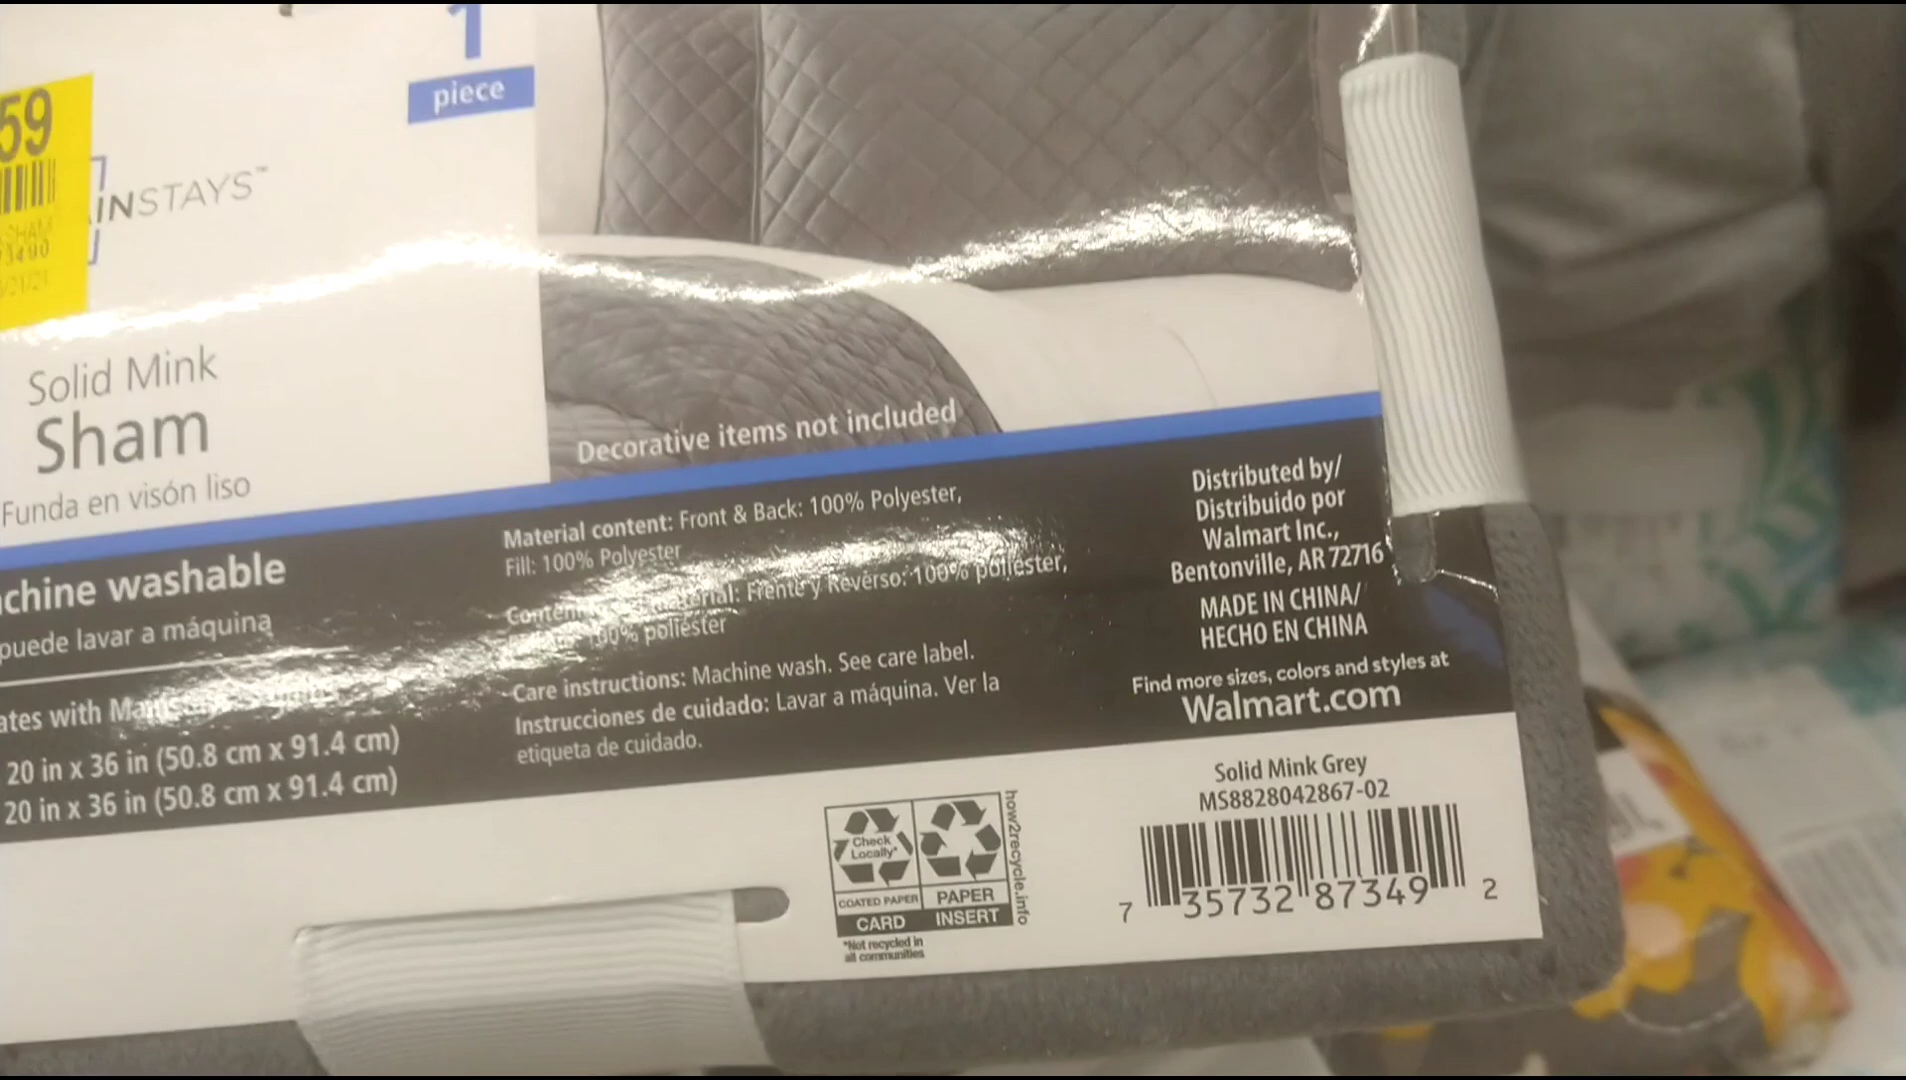 1
piece
59
INSTAYS™
Solid Mink
Sham
Funda en visón liso
Decorative items not included
chine washable
puede lavar a máquina
ates with
20 in x 36 in (50.8 cm x 91.4 cm)
20 in x 36 in (50.8 cm x 91.4 cm)
Material content: Front & Back: 100% Polyester,
Fill: 100% Polyester
Frente y Reverso: 100% poliéster,
100% poliéster
Care instructions: Machine wash. See care label.
Instrucciones de cuidado: Lavar a máquina. Ver la
etiqueta de cuidado.
Distributed by/
Distribuido por
Walmart Inc.,
Bentonville, AR 72716
MADE IN CHINA/
HECHO EN CHINA
Find more sizes, colors and styles at
Walmart.com
Solid Mink Grey
MS8828042867-02
7 35732 87349 2
Check
Locally*
COATED PAPER
CARD
PAPER
INSERT
*Not recycled in
all communities
how2recycle.info